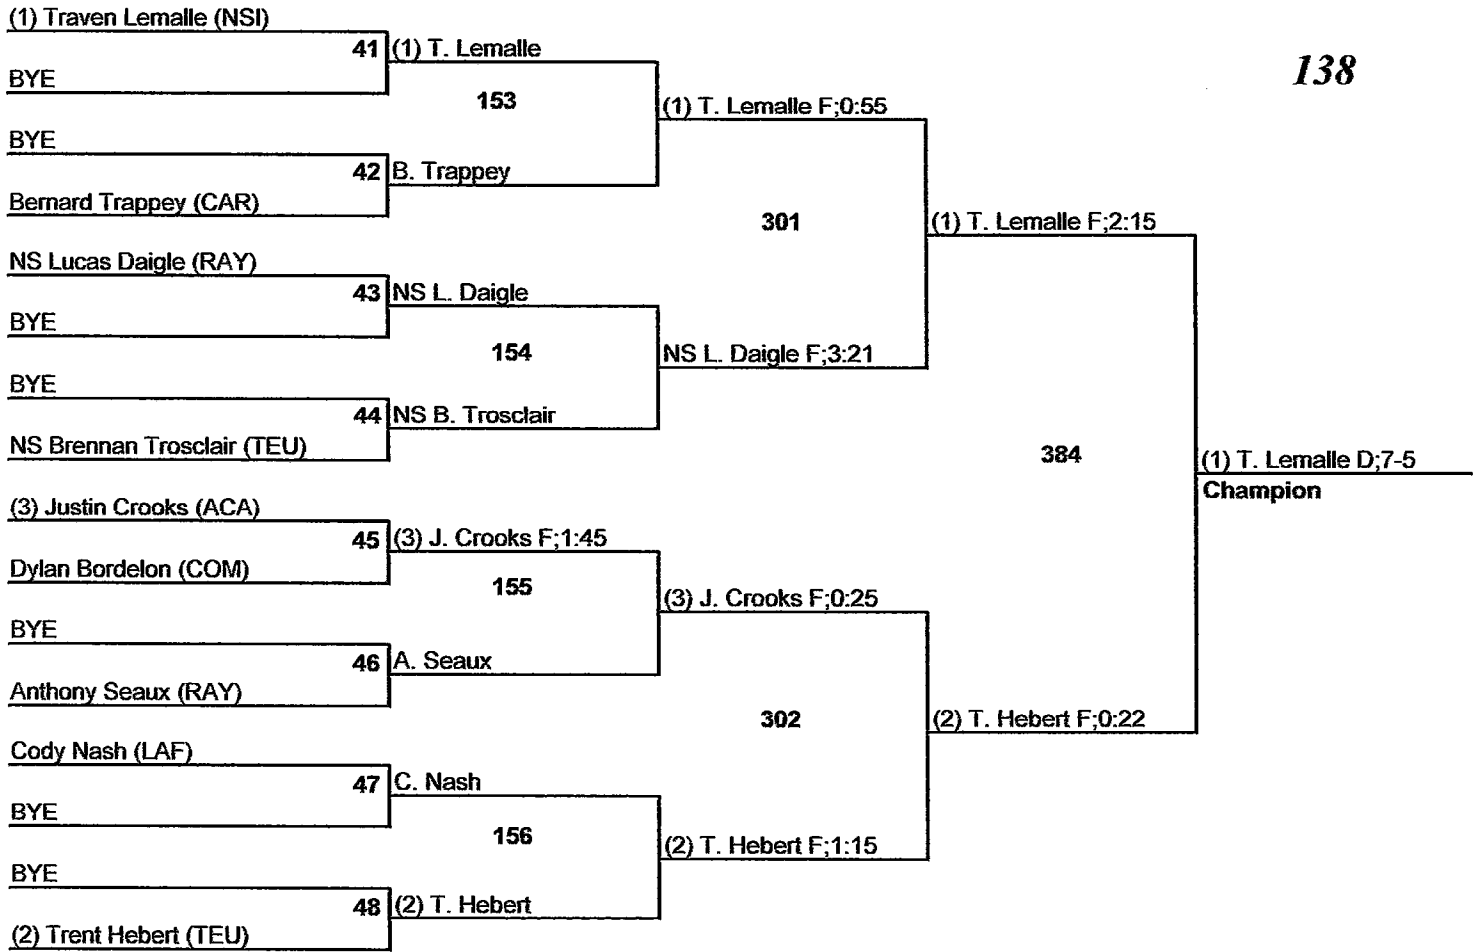 138
(1) Traven Lemalle (NSI)
41
BYE
BYE
42
Bernard Trappey (CAR)
NS Lucas Daigle (RAY)
43
BYE
BYE
44
NS Brennan Trosclair (TEU)
(3) Justin Crooks (ACA)
45
Dylan Bordelon (COM)
BYE
46
Anthony Seaux (RAY)
Cody Nash (LAF)
47
BYE
BYE
48
(2) Trent Hebert (TEU)
(1) T. Lemalle
153
B. Trappey
NS L. Daigle
154
NS B. Trosclair
(3) J. Crooks F;1:45
155
A. Seaux
C. Nash
156
(2) T. Hebert
(1) T. Lemalle F;0:55
301
NS L. Daigle F;3:21
(3) J. Crooks F;0:25
302
(2) T. Hebert F;1:15
(1) T. Lemalle F;2:15
384
(2) T. Hebert F;0:22
(1) T. Lemalle D;7-5
Champion